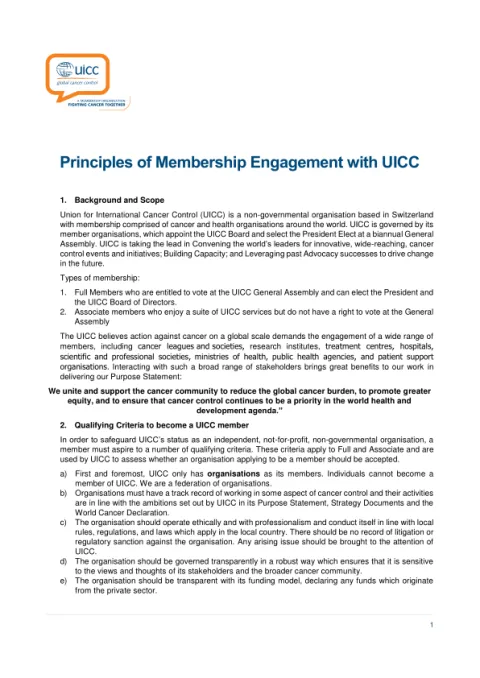 uicc
global cancer control
A MEMBERSHIP ORGANISATION
FIGHTING CANCER TOGETHER
Principles of Membership Engagement with UICC
1. Background and Scope
Union for International Cancer Control (UICC) is a non-governmental organisation based in Switzerland
with membership comprised of cancer and health organisations around the world. UICC is governed by its
member organisations, which appoint the UICC Board and select the President Elect at a biannual General
Assembly. UICC is taking the lead in Convening the world's leaders for innovative, wide-reaching, cancer
control events and initiatives; Building Capacity; and Leveraging past Advocacy successes to drive change
in the future.
Types of membership:
1. Full Members who are entitled to vote at the UICC General Assembly and can elect the President and
the UICC Board of Directors.
2. Associate members who enjoy a suite of UICC services but do not have a right to vote at the General
Assembly
The UICC believes action against cancer on a global scale demands the engagement of a wide range of
members, including cancer leagues and societies, research institutes, treatment centres, hospitals,
scientific and professional societies, ministries of health, public health agencies, and patient support
organisations. Interacting with such a broad range of stakeholders brings great benefits to our work in
delivering our Purpose Statement:
We unite and support the cancer community to reduce the global cancer burden, to promote greater
equity, and to ensure that cancer control continues to be a priority in the world health and
development agenda."
2. Qualifying Criteria to become a UICC member
In order to safeguard UICC's status as an independent, not-for-profit, non-governmental organisation, a
member must aspire to a number of qualifying criteria. These criteria apply to Full and Associate and are
used by UICC to assess whether an organisation applying to be a member should be accepted.
a) First and foremost, UICC only has organisations as its members. Individuals cannot become a
member of UICC. We are a federation of organisations.
b) Organisations must have a track record of working in some aspect of cancer control and their activities
are in line with the ambitions set out by UICC in its Purpose Statement, Strategy Documents and the
World Cancer Declaration.
c) The organisation should operate ethically and with professionalism and conduct itself in line with local
rules, regulations, and laws which apply in the local country. There should be no record of litigation or
regulatory sanction against the organisation. Any arising issue should be brought to the attention of
UICC.
d) The organisation should be governed transparently in a robust way which ensures that it is sensitive
to the views and thoughts of its stakeholders and the broader cancer community.
e) The organisation should be transparent with its funding model, declaring any funds which originate
from the private sector.
1